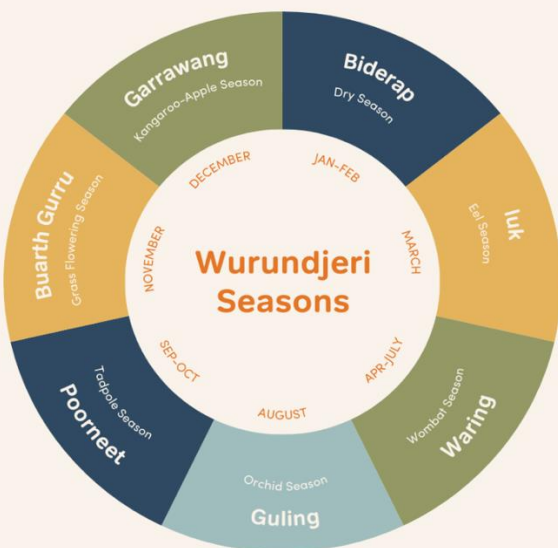 Wurundjeri
Seasons
Biderap
Dry Season
JAN-FEB
Iuk
Eel Season
MARCH
Waring
Wombat Season
APR-JULY
Guling
Orchid Season
AUGUST
Poorneet
Tadpole Season
SEP-OCT
Buarth Gurru
Grass Flowering Season
NOVEMBER
Garrawang
Kangaroo-Apple Season
DECEMBER